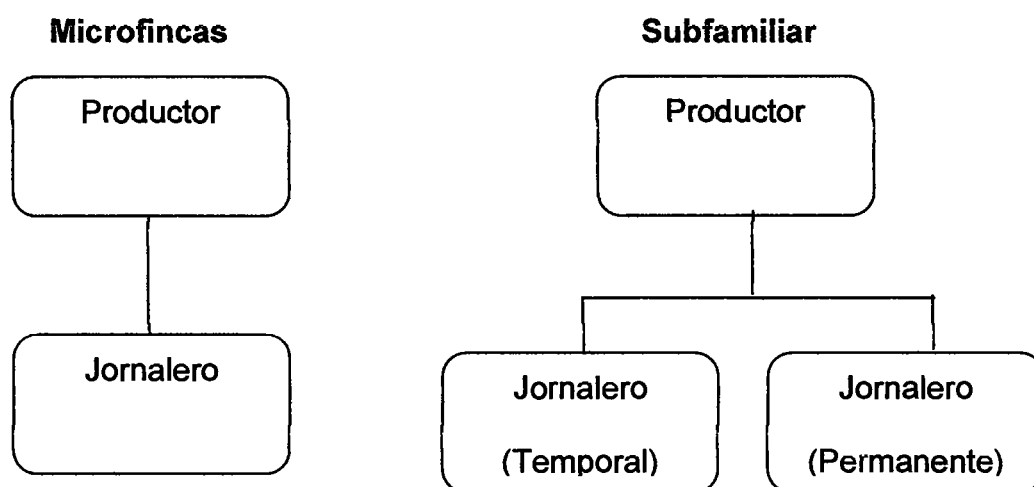 Microfincas
Productor
Jornalero
Subfamiliar
Productor
Jornalero
(Temporal)
Jornalero
(Permanente)